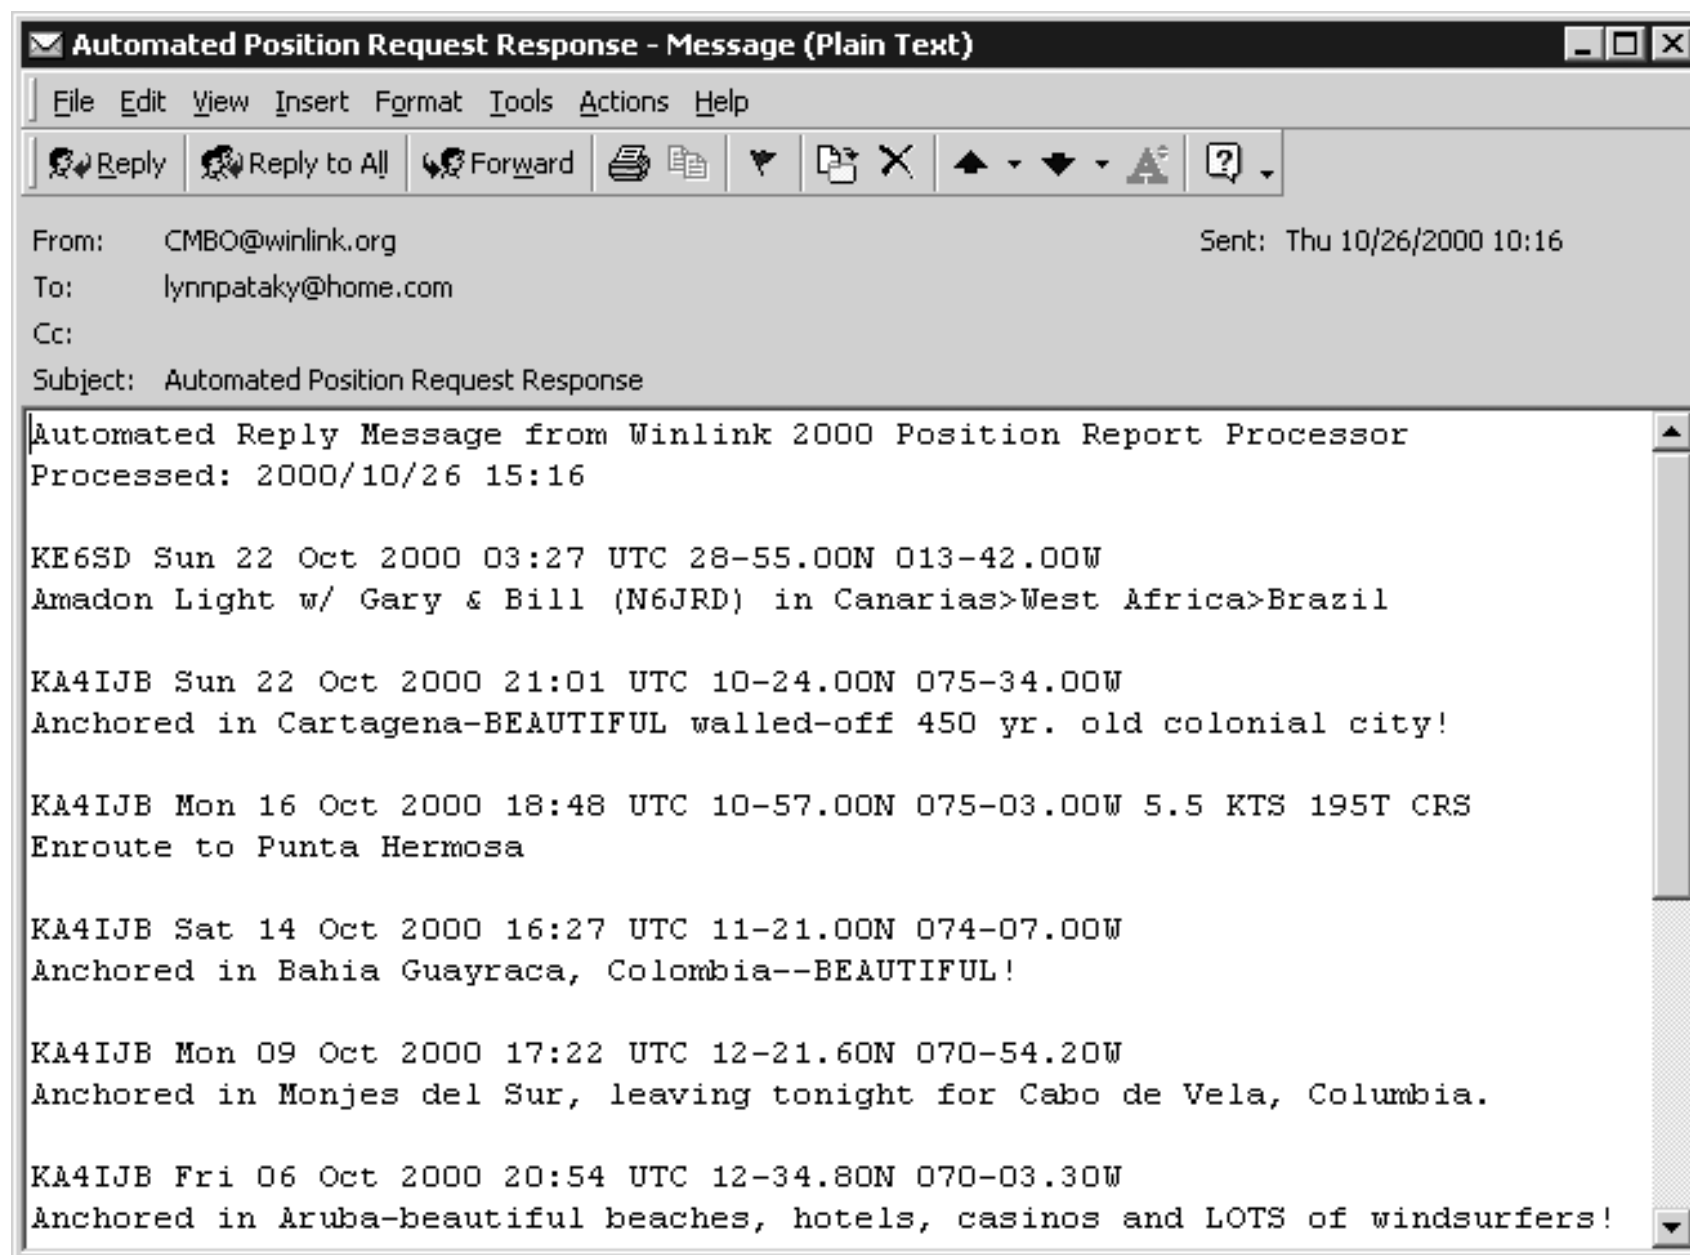 Automated Position Request Response - Message (Plain Text)
File Edit View Insert Format Tools Actions Help
Reply Reply to All Forward
From: CMBO@winlink.org Sent: Thu 10/26/2000 10:16
To: lynnpataky@home.com
Cc:
Subject: Automated Position Request Response
Automated Reply Message from Winlink 2000 Position Report Processor
Processed: 2000/10/26 15:16
KE6SD Sun 22 Oct 2000 03:27 UTC 28-55.00N 013-42.00W
Amadon Light w/ Gary & Bill (N6JRD) in Canarias>West Africa>Brazil
KA4IJB Sun 22 Oct 2000 21:01 UTC 10-24.00N 075-34.00W
Anchored in Cartagena-BEAUTIFUL walled-off 450 yr. old colonial city!
KA4IJB Mon 16 Oct 2000 18:48 UTC 10-57.00N 075-03.00W 5.5 KTS 195T CRS
Enroute to Punta Hermosa
KA4IJB Sat 14 Oct 2000 16:27 UTC 11-21.00N 074-07.00W
Anchored in Bahia Guayraca, Colombia--BEAUTIFUL!
KA4IJB Mon 09 Oct 2000 17:22 UTC 12-21.60N 070-54.20W
Anchored in Monjes del Sur, leaving tonight for Cabo de Vela, Columbia.
KA4IJB Fri 06 Oct 2000 20:54 UTC 12-34.80N 070-03.30W
Anchored in Aruba-beautiful beaches, hotels, casinos and LOTS of windsurfers!